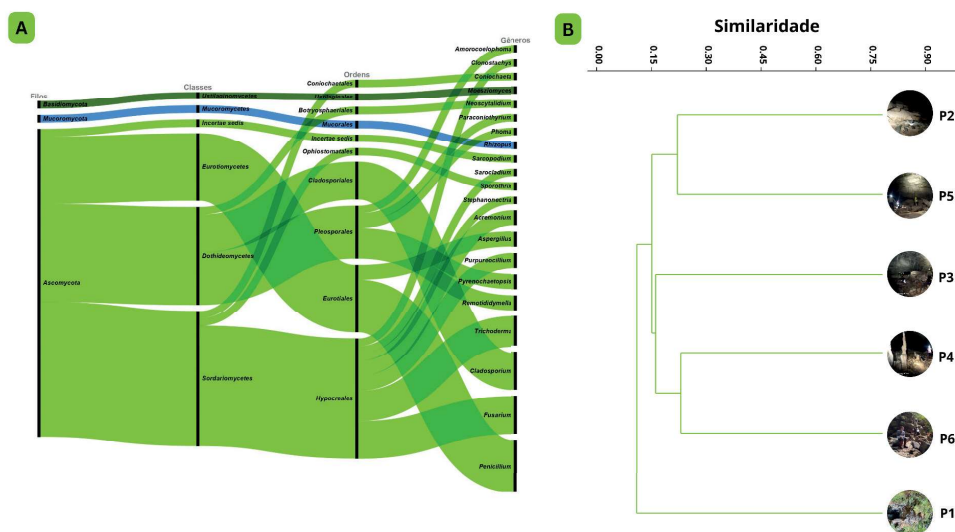 A
Filos
Classes
Ordens
Gêneros
Basidiomycota
Mucoromycota
Ascomycota
Ustilaginomycetes
Mucoromycetes
Incertae sedis
Eurotiomycetes
Dothideomycetes
Sordariomycetes
Coniochaetales
Botryosphaeriales
Mucorales
Incertae sedis
Ophiostomatales
Cladosporiales
Pleosporales
Eurotiales
Hypocreales
Amorocoelophoma
Clonostachys
Coniochaeta
Moesziomyces
Neoscytalidium
Paraconiothyrium
Phoma
Rhizopus
Sarcopodium
Sarocladium
Sporothrix
Stephanonectria
Acremonium
Aspergillus
Purpureocillium
Pyrenochaetopsis
Remotididymella
Trichoderma
Cladosporium
Fusarium
Penicillium
B
Similaridade
0.00 0.15 0.30 0.45 0.60 0.75 0.90
P2
P5
P3
P4
P6
P1